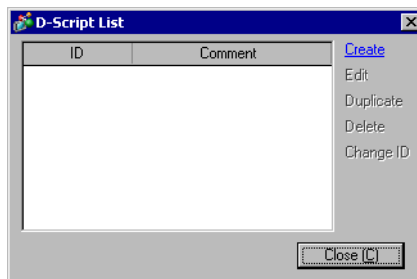 D-Script List
ID Comment
Create
Edit
Duplicate
Delete
Change ID
Close (C)